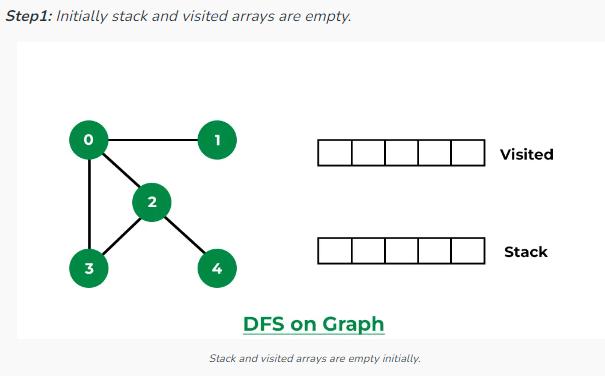 Step1: Initially stack and visited arrays are empty.
0
1
Visited
2
Stack
3
4
DFS on Graph
Stack and visited arrays are empty initially.